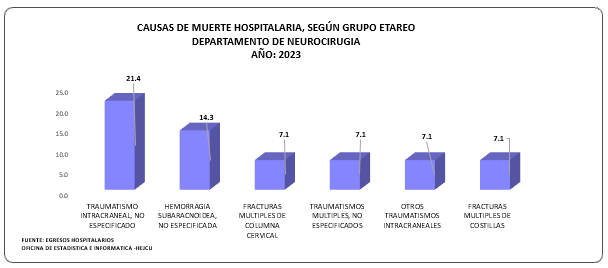 CAUSAS DE MUERTE HOSPITALARIA, SEGÚN GRUPO ETAREO
DEPARTAMENTO DE NEUROCIRUGIA
AÑO: 2023
25.0
20.0
15.0
10.0
5.0
0.0
21.4
14.3
7.1
7.1
7.1
7.1
TRAUMATISMO
INTRACRANEAL, NO
ESPECIFICADO
HEMORRAGIA
SUBARACNOIDEA,
NO ESPECIFICADA
FRACTURAS
MULTIPLES DE
COLUMNA
CERVICAL
TRAUMATISMOS
MULTIPLES, NO
ESPECIFICADOS
OTROS
TRAUMATISMOS
INTRACRANEALES
FRACTURAS
MULTIPLES DE
COSTILLAS
FUENTE: EGRESOS HOSPITALARIOS
OFICINA DE ESTADISTICA E INFORMATICA -HEJCU